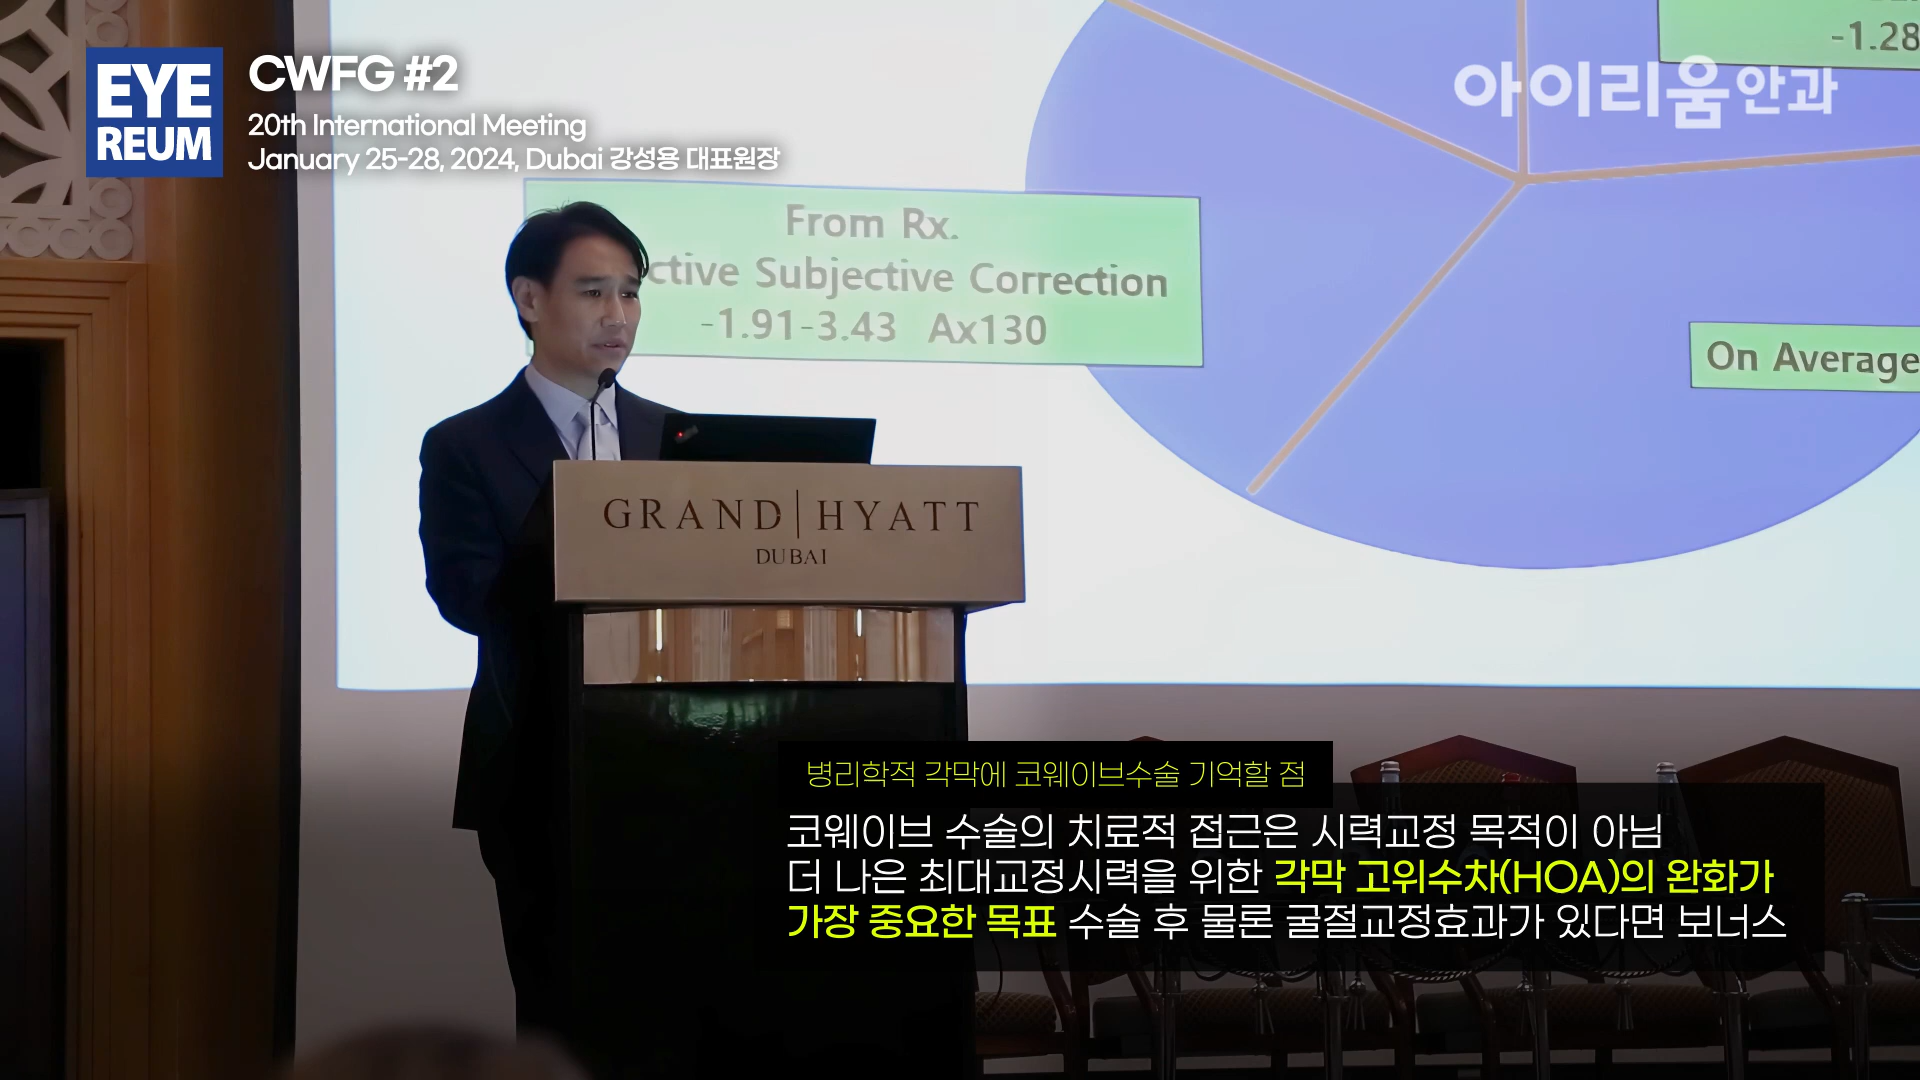 EYE
REUM
CWFG #2
20th International Meeting
January 25-28, 2024, Dubai 강성용 대표원장
아이리움안과
-1.28
From Rx.
Subjective Correction
-1.91-3.43 Ax130
On Average
GRAND HYATT
DUBAI
병리학적 각막에 코웨이브수술 기억할 점
코웨이브 수술의 치료적 접근은 시력교정 목적이 아님
더 나은 최대교정시력을 위한 각막 고위수차(HOA)의 완화가
가장 중요한 목표 수술 후 물론 굴절교정효과가 있다면 보너스